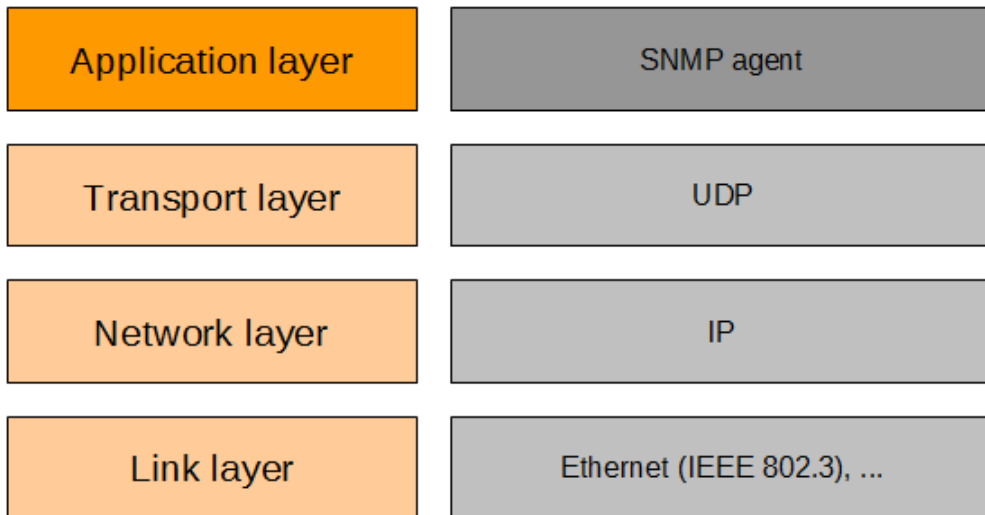 Application layer
SNMP agent
Transport layer
UDP
Network layer
IP
Link layer
Ethernet (IEEE 802.3), ...